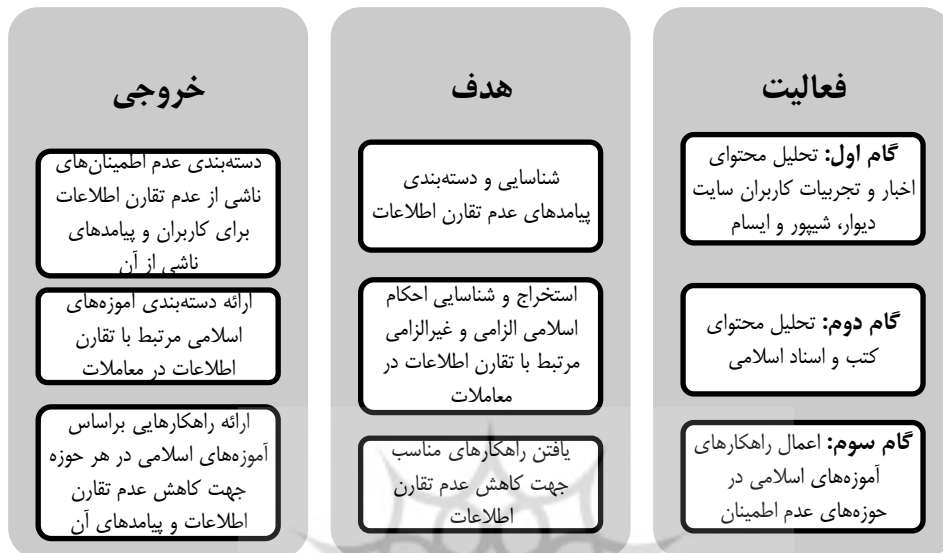 فعالیت
گام اول: تحلیل محتوای
اخبار و تجربیات کاربران سایت
دیوار، شیپور و ایسام
گام دوم: تحلیل محتوای
کتب و اسناد اسلامی
گام سوم: اعمال راهکارهای
آموزه‌های اسلامی در
حوزه‌های عدم اطمینان
هدف
شناسایی و دسته‌بندی
پیامدهای عدم تقارن اطلاعات
استخراج و شناسایی احکام
اسلامی الزامی و غیرالزامی
مرتبط با تقارن اطلاعات در
معاملات
یافتن راهکارهای مناسب
جهت کاهش عدم تقارن
اطلاعات
خروجی
دسته‌بندی عدم اطمینان‌های
ناشی از عدم تقارن اطلاعات
برای کاربران و پیامدهای
ناشی از آن
ارائه دسته‌بندی آموزه‌های
اسلامی مرتبط با تقارن
اطلاعات در معاملات
ارائه راهکارهایی براساس
آموزه‌های اسلامی در هر حوزه
جهت کاهش عدم تقارن
اطلاعات و پیامدهای آن